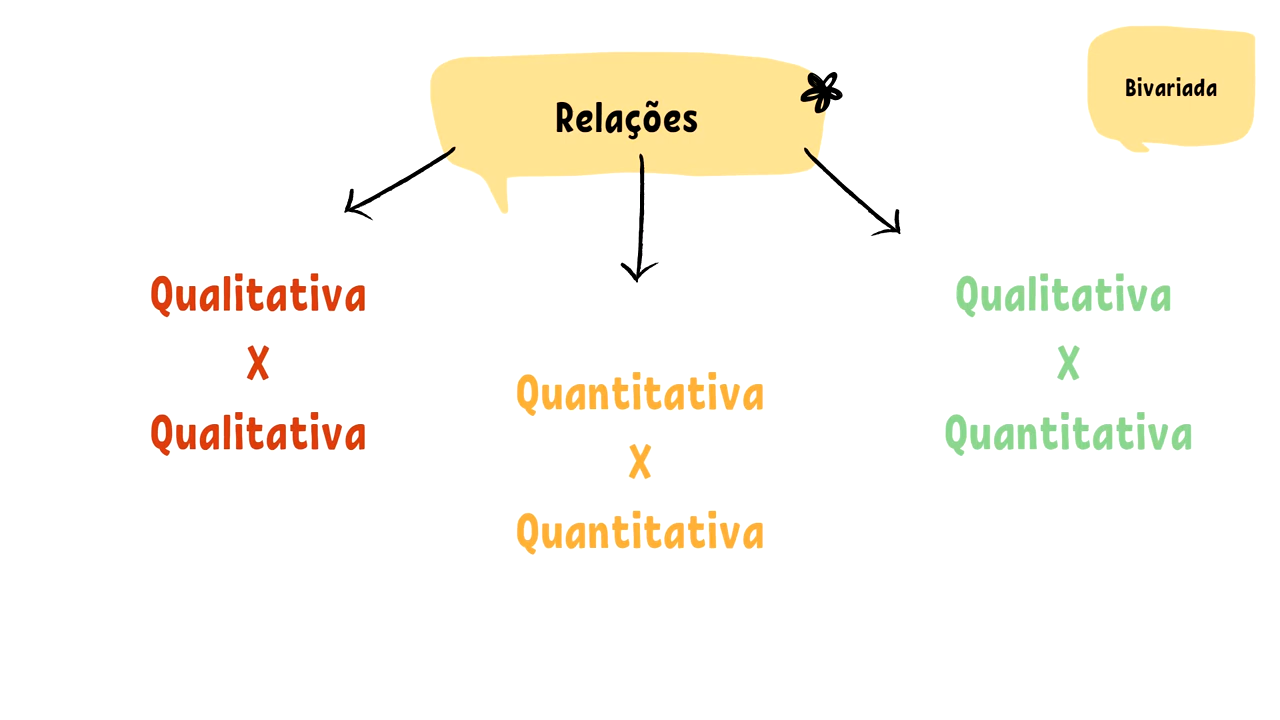 Relações
Bivariada
Qualitativa
X
Qualitativa
Quantitativa
X
Quantitativa
Qualitativa
X
Quantitativa